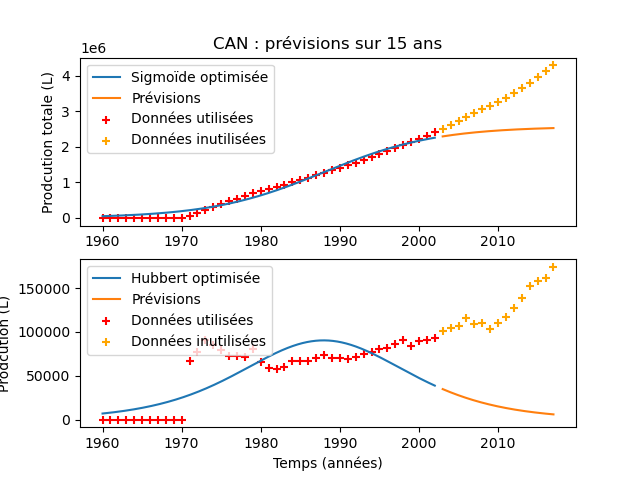 CAN : prévisions sur 15 ans
1e6
Prodcution totale (L)
4
3
2
1
0
Sigmoïde optimisée
Prévisions
Données utilisées
Données inutilisées
1960 1970 1980 1990 2000 2010
Prodcution (L)
150000
100000
50000
0
Hubbert optimisée
Prévisions
Données utilisées
Données inutilisées
1960 1970 1980 1990 2000 2010
Temps (années)